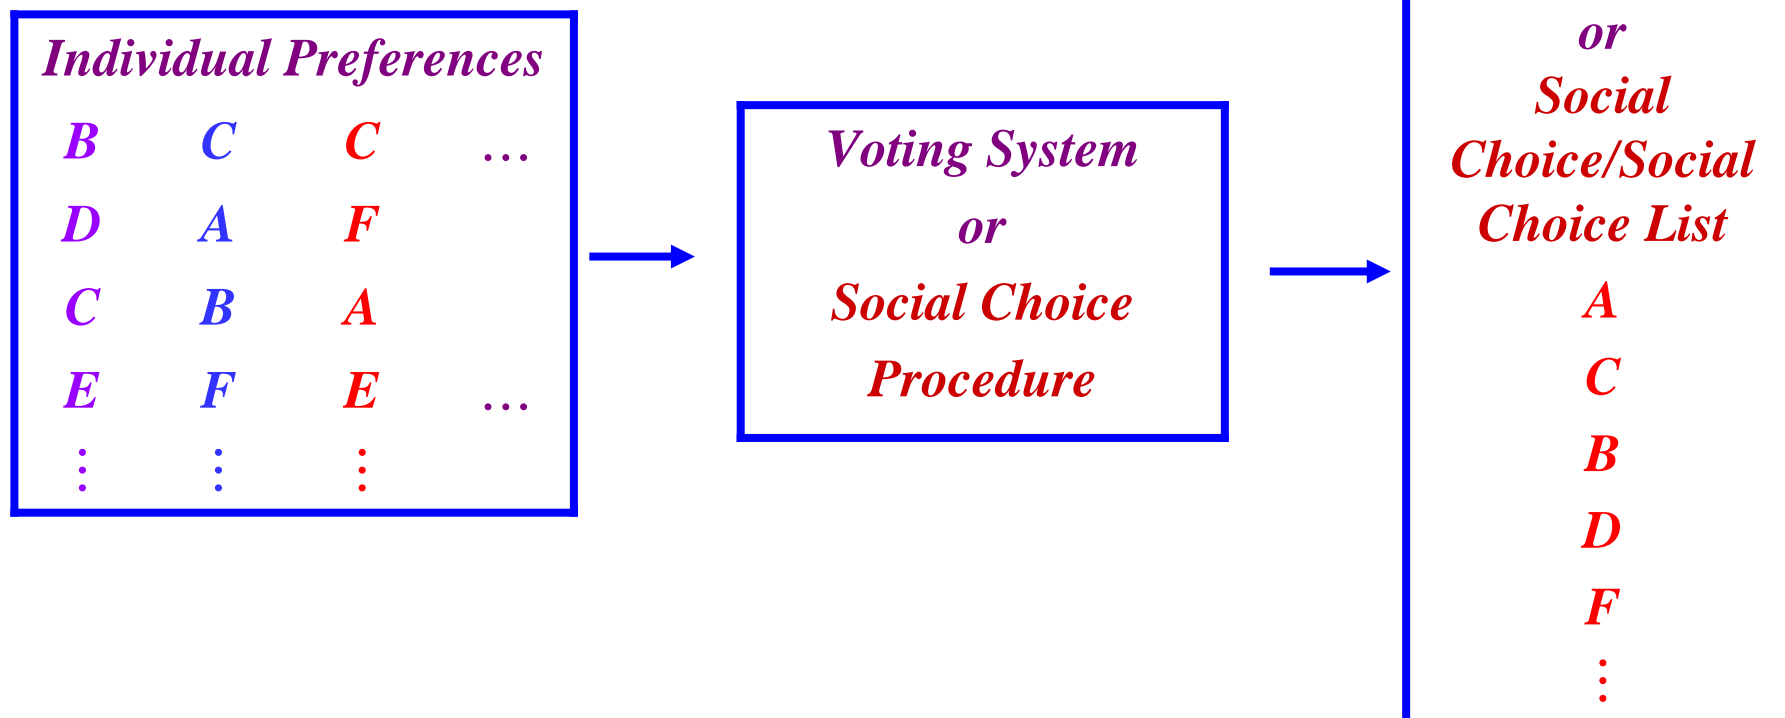 Individual Preferences
B C C …
D A F
C B A
E F E …
⋮ ⋮ ⋮
Voting System
or
Social Choice
Procedure
or
Social
Choice/Social
Choice List
A
C
B
D
F
⋮